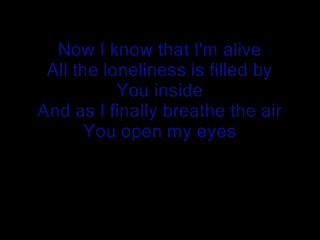 Now I know that I'm alive
All the loneliness is filled by
You inside
And as I finally breathe the air
You open my eyes